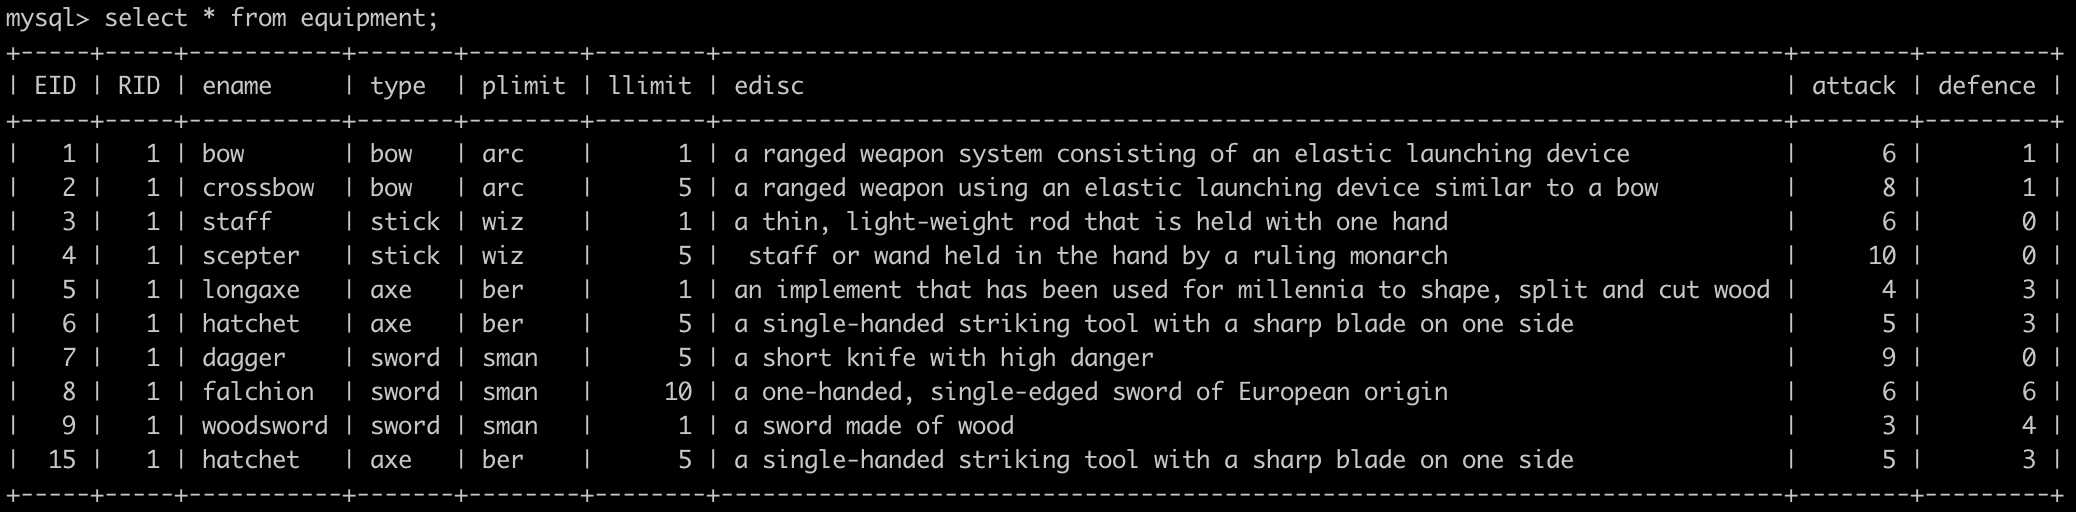 mysql> select * from equipment;
+-----+-----+-----------+-------+--------+--------+----------------------------------------------------------------------------+--------+---------+
| EID | RID | ename     | type  | plimit | llimit | edisc                                                                      | attack | defence |
+-----+-----+-----------+-------+--------+--------+----------------------------------------------------------------------------+--------+---------+
|   1 |   1 | bow       | bow   | arc    |      1 | a ranged weapon system consisting of an elastic launching device           |      6 |       1 |
|   2 |   1 | crossbow  | bow   | arc    |      5 | a ranged weapon using an elastic launching device similar to a bow         |      8 |       1 |
|   3 |   1 | staff     | stick | wiz    |      1 | a thin, light-weight rod that is held with one hand                        |      6 |       0 |
|   4 |   1 | scepter   | stick | wiz    |      5 |  staff or wand held in the hand by a ruling monarch                        |     10 |       0 |
|   5 |   1 | longaxe   | axe   | ber    |      1 | an implement that has been used for millennia to shape, split and cut wood |      4 |       3 |
|   6 |   1 | hatchet   | axe   | ber    |      5 | a single-handed striking tool with a sharp blade on one side               |      5 |       3 |
|   7 |   1 | dagger    | sword | sman   |      5 | a short knife with high danger                                             |      9 |       0 |
|   8 |   1 | falchion  | sword | sman   |     10 | a one-handed, single-edged sword of European origin                        |      6 |       6 |
|   9 |   1 | woodsword | sword | sman   |      1 | a sword made of wood                                                       |      3 |       4 |
|  15 |   1 | hatchet   | axe   | ber    |      5 | a single-handed striking tool with a sharp blade on one side               |      5 |       3 |
+-----+-----+-----------+-------+--------+--------+----------------------------------------------------------------------------+--------+---------+